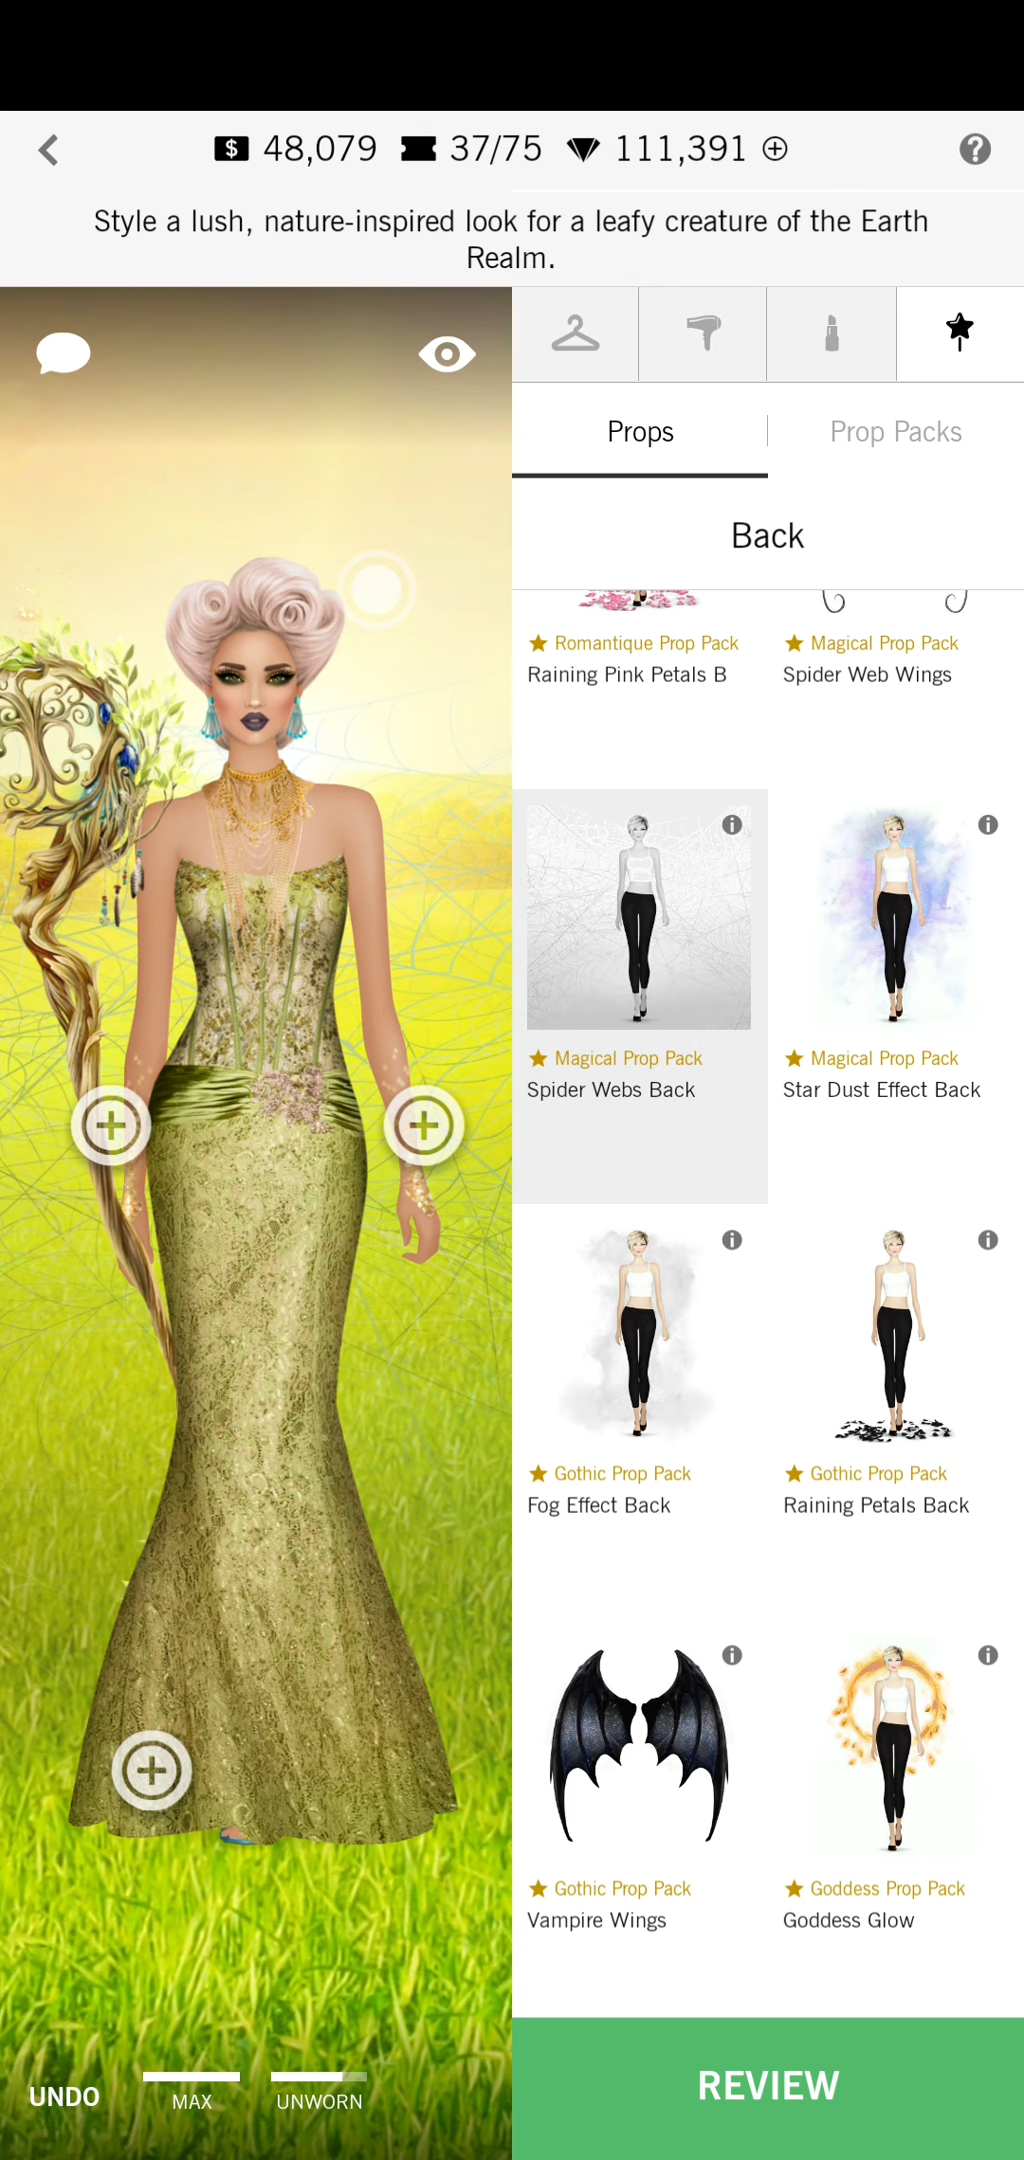 48,079 37/75 111,391
Style a lush, nature-inspired look for a leafy creature of the Earth
Realm.
Props
Prop Packs
Back
Romantique Prop Pack
Raining Pink Petals B
Magical Prop Pack
Spider Web Wings
Magical Prop Pack
Spider Webs Back
Magical Prop Pack
Star Dust Effect Back
Gothic Prop Pack
Fog Effect Back
Gothic Prop Pack
Raining Petals Back
Gothic Prop Pack
Vampire Wings
Goddess Prop Pack
Goddess Glow
UNDO
MAX
UNWORN
REVIEW